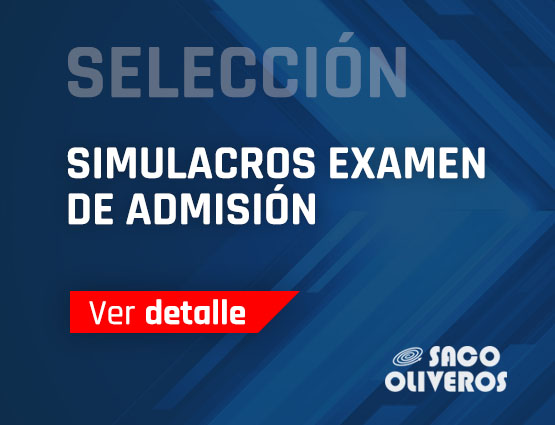 SELECCIÓN
SIMULACROS EXAMEN
DE ADMISIÓN
Ver detalle
SACO
OLIVEROS